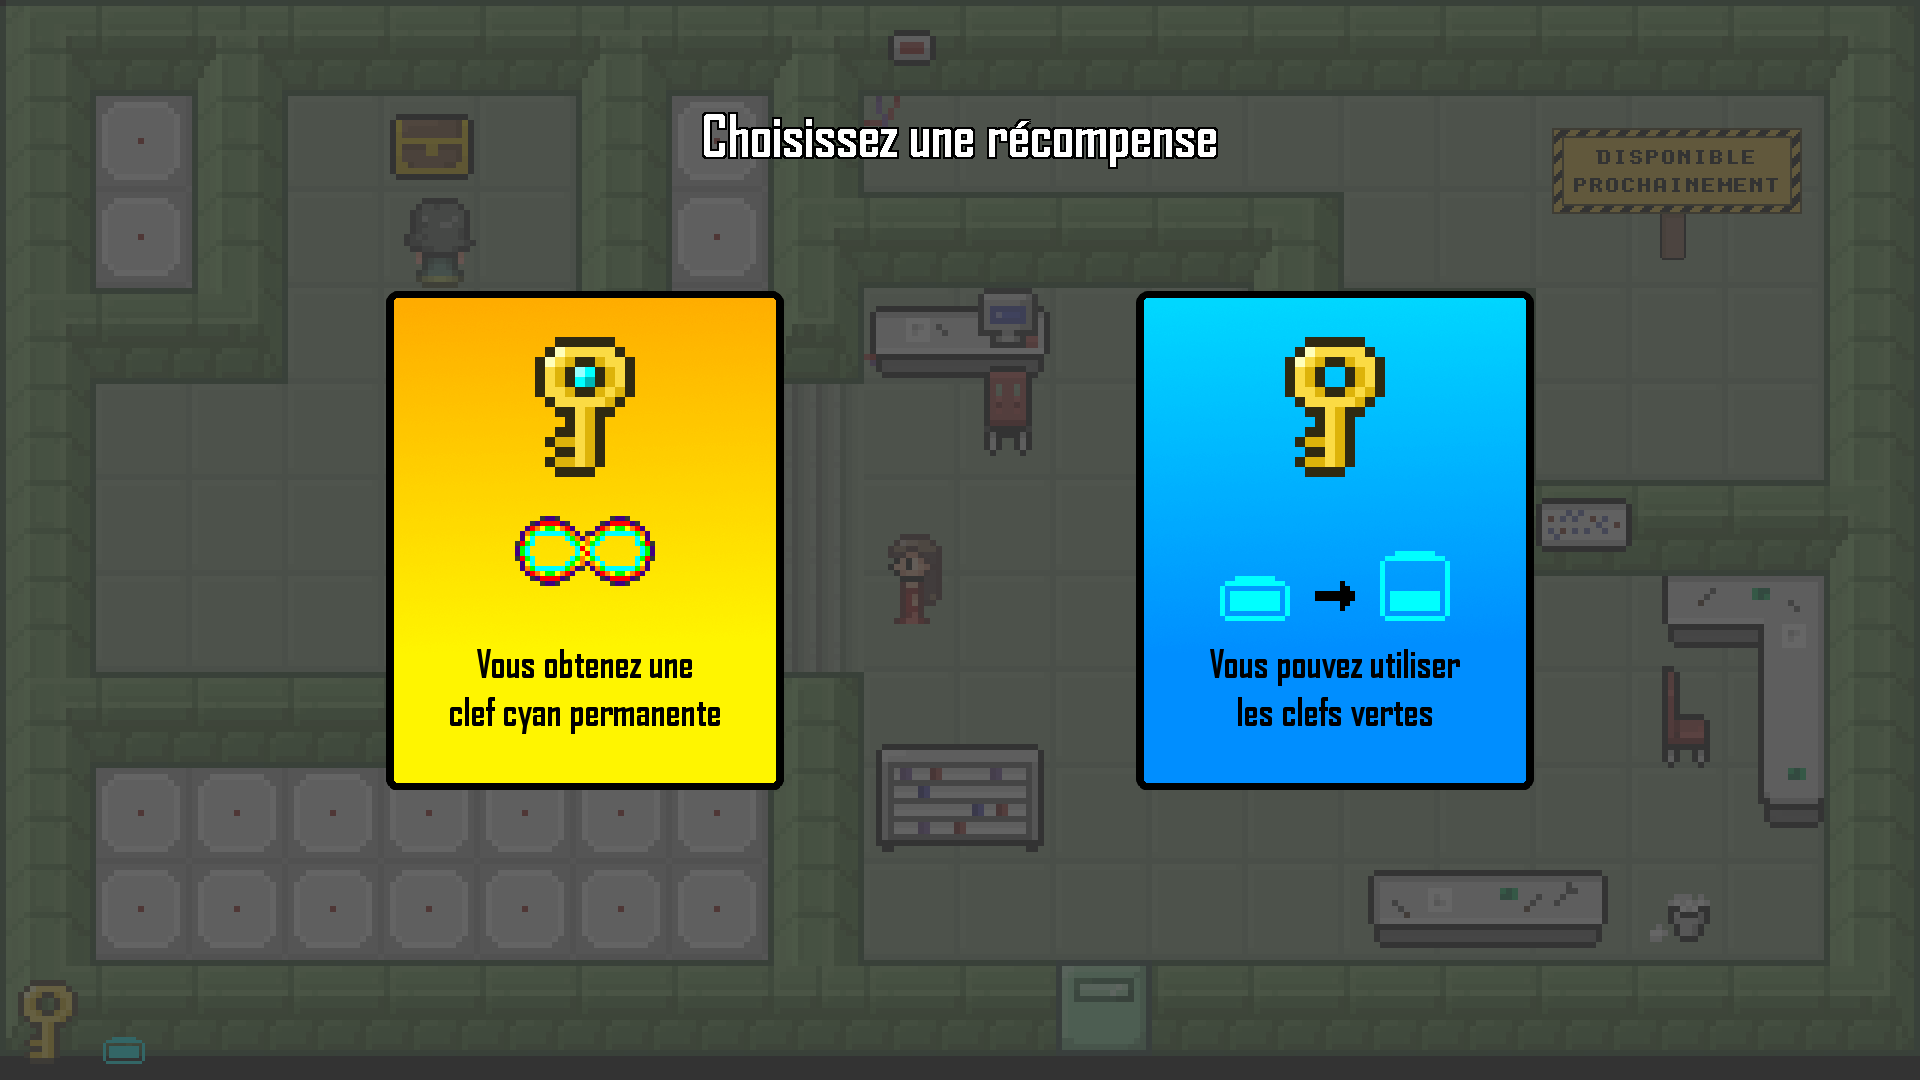 Choisissez une récompense
DISPONIBLE
PROCHAINEMENT
Vous obtenez une
clef cyan permanente
Vous pouvez utiliser
les clefs vertes